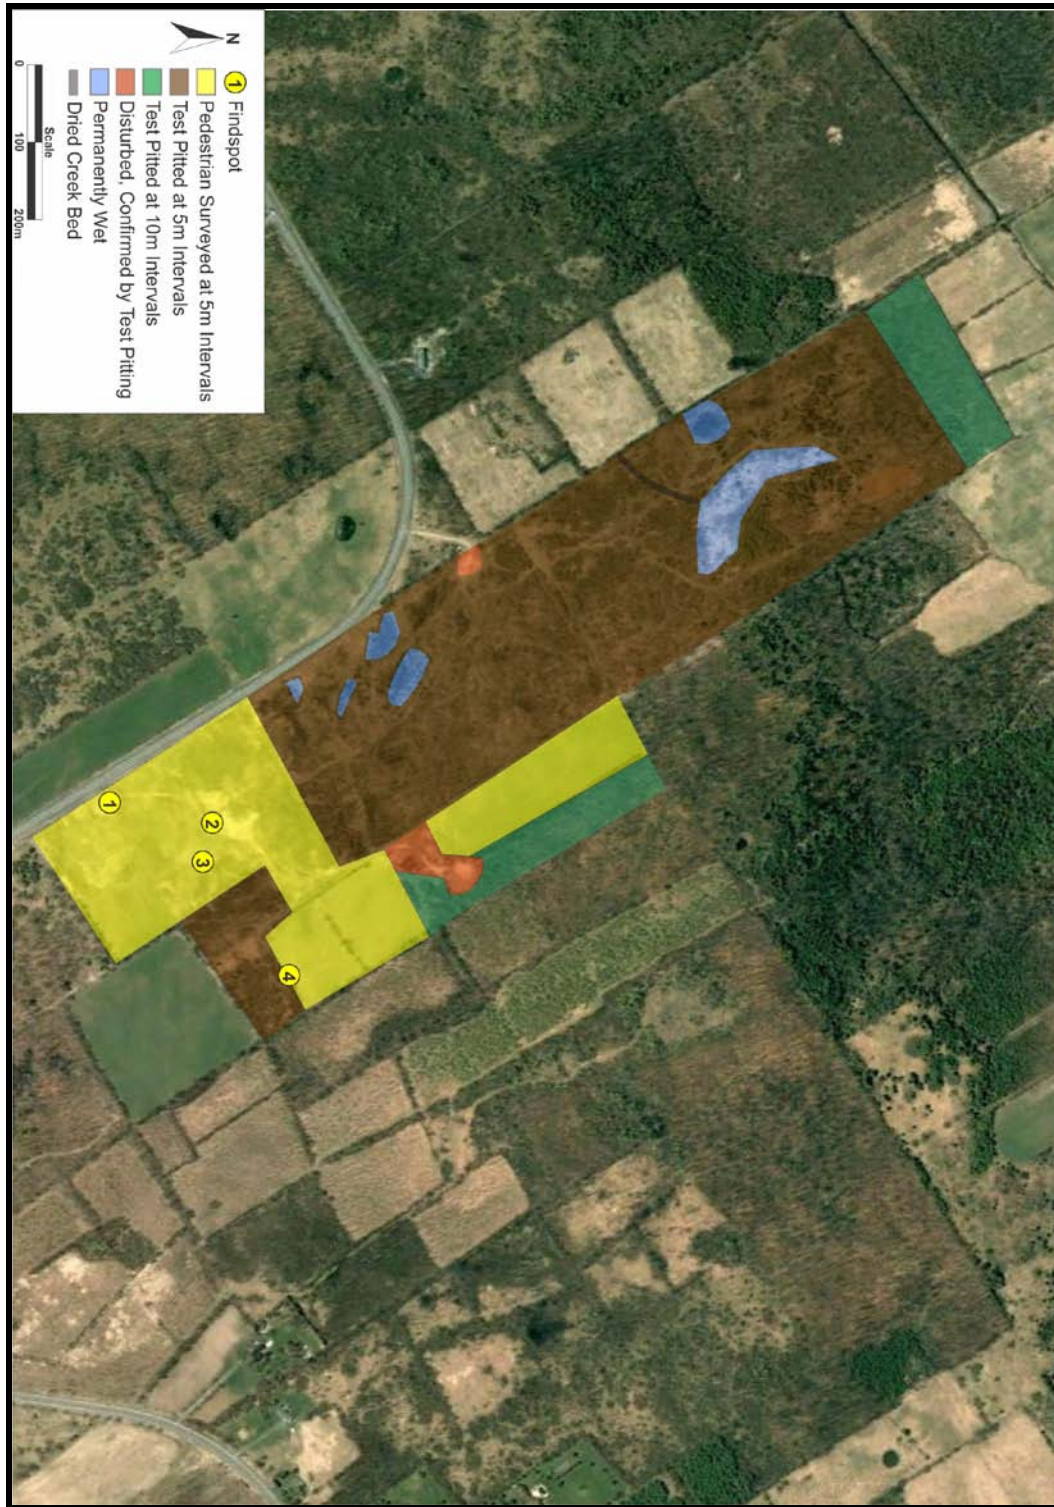 N
1 Findspot
Pedestrian Surveyed at 5m Intervals
Test Pitted at 5m Intervals
Test Pitted at 10m Intervals
Disturbed, Confirmed by Test Pitting
Permanently Wet
Dried Creek Bed
Scale
0 100 200m
1
2
3
4